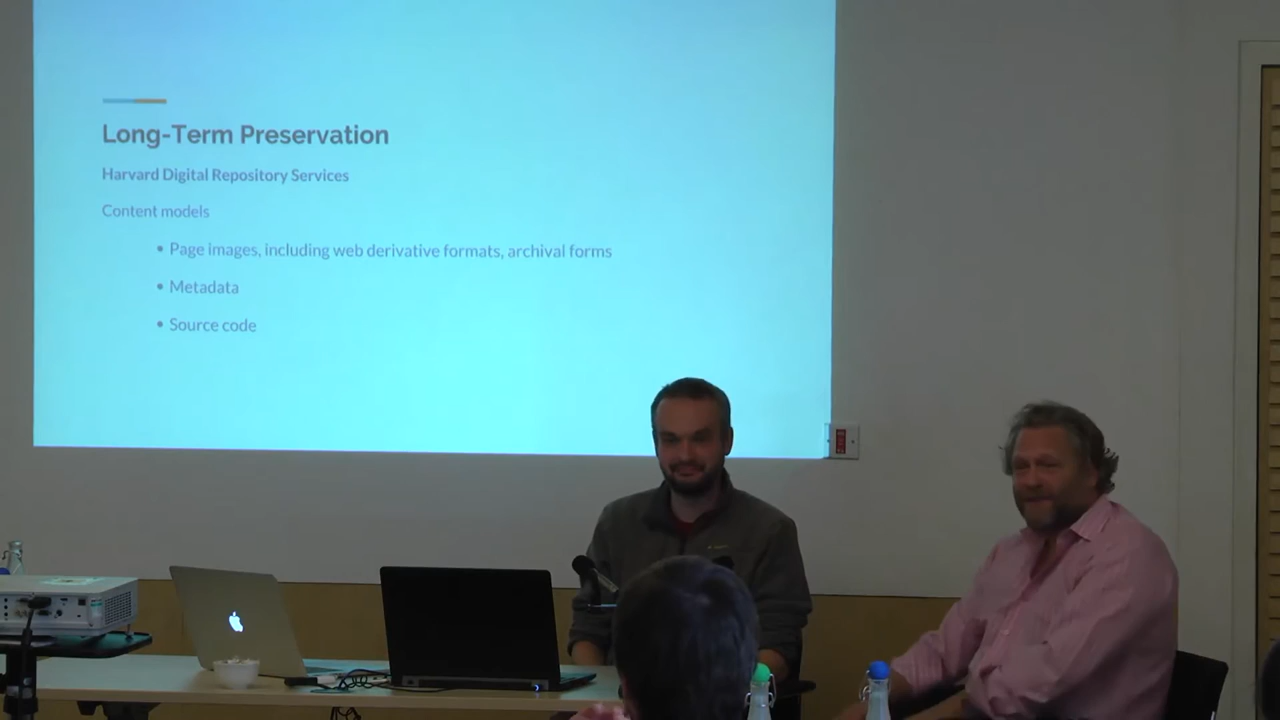 Long-Term Preservation
Harvard Digital Repository Services
Content models
• Page images, including web derivative formats, archival forms
• Metadata
• Source code